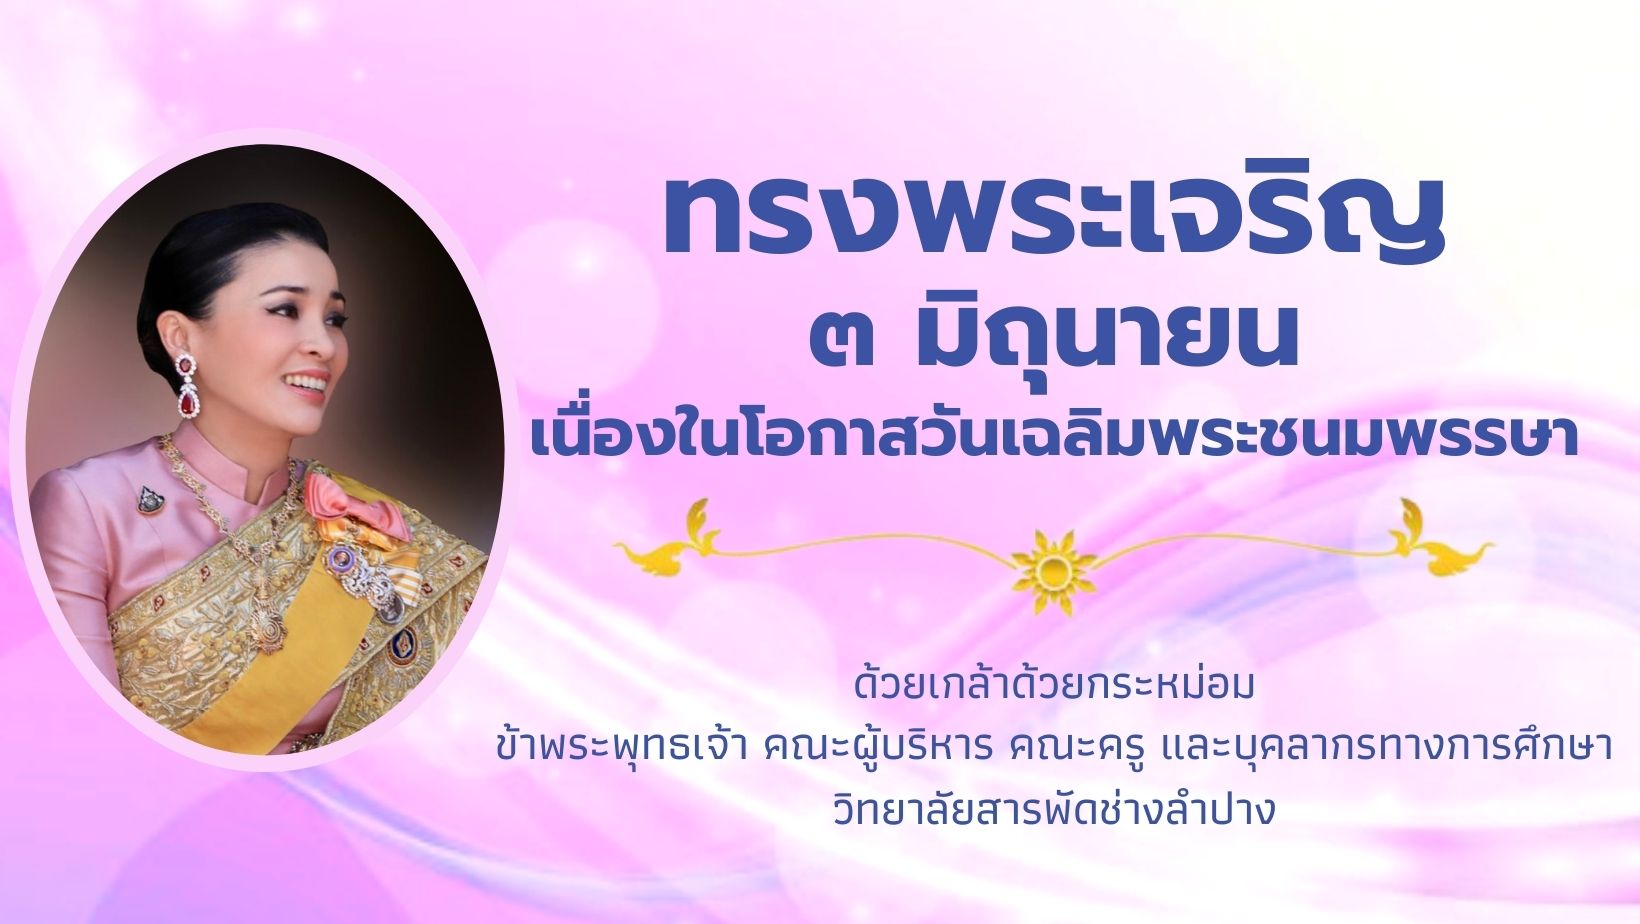 ทรงพระเจริญ
๓ มิถุนายน
เนื่องในโอกาสวันเฉลิมพระชนมพรรษา
ด้วยเกล้าด้วยกระหม่อม
ข้าพระพุทธเจ้า คณะผู้บริหาร คณะครู และบุคลากรทางการศึกษา
วิทยาลัยสารพัดช่างลำปาง